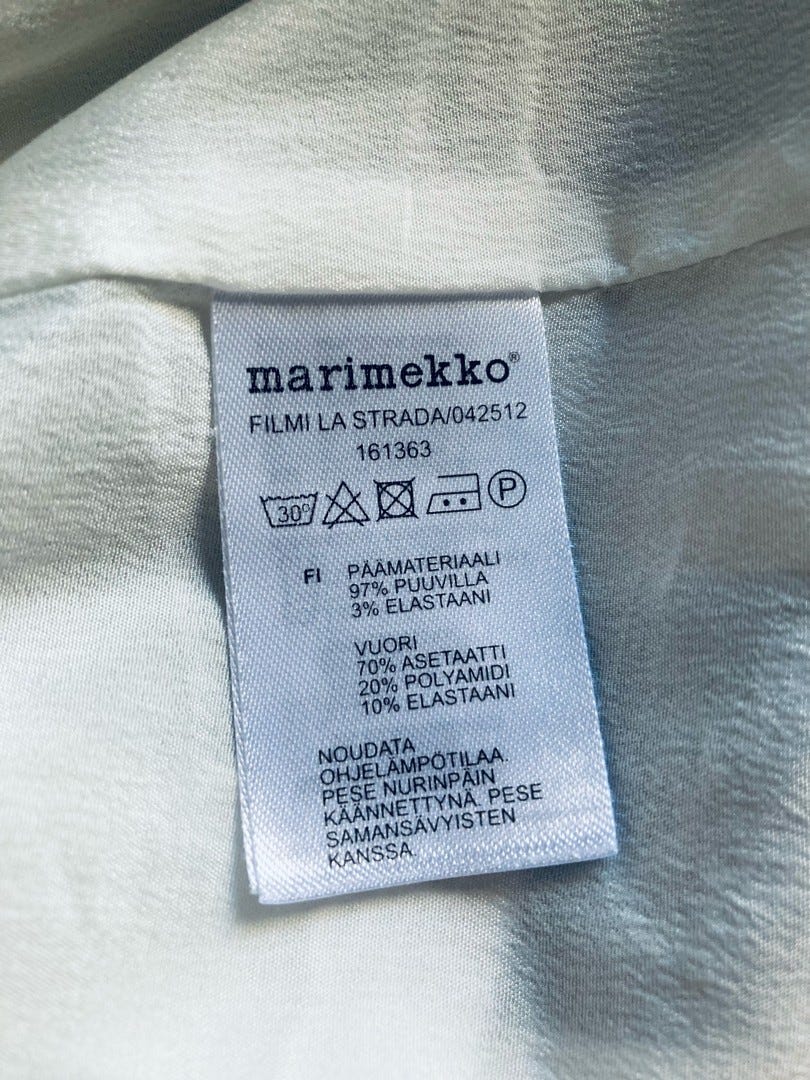 marimekko®
FILMI LA STRADA/042512
161363
30° P
FI PÄÄMATERIAALI
97% PUUVILLA
3% ELASTAANI
VUORI
70% ASETAATTI
20% POLYAMIDI
10% ELASTAANI
NOUDATA
OHJELÄMPÖTILAA.
PESE NURINPÄIN
KÄÄNNETTYNÄ. PESE
SAMANSÄVYISTEN
KANSSA.